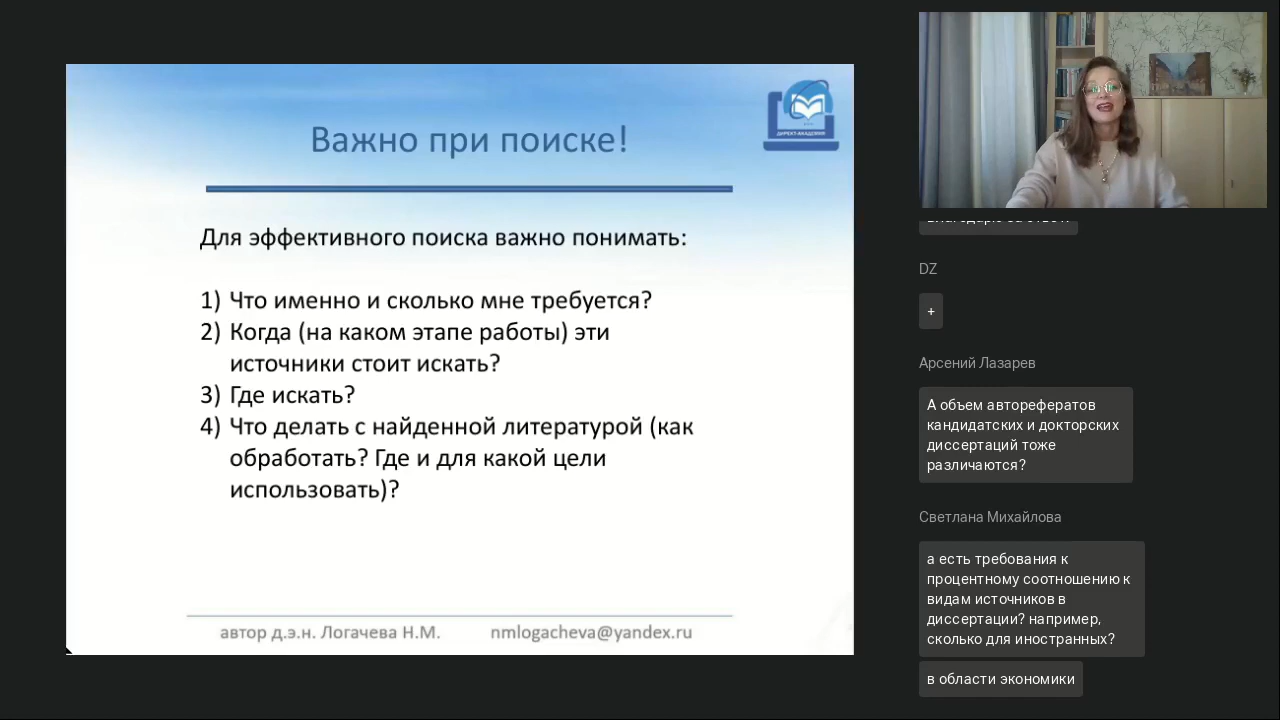 ДИРЕКТ-АКАДЕМИЯ
Важно при поиске!
Для эффективного поиска важно понимать:
1) Что именно и сколько мне требуется?
2) Когда (на каком этапе работы) эти
источники стоит искать?
3) Где искать?
4) Что делать с найденной литературой (как
обработать? Где и для какой цели
использовать)?
автор д.э.н. Логачева Н.М. nmlogacheva@yandex.ru
DZ
+
Арсений Лазарев
А объем авторефератов
кандидатских и докторских
диссертаций тоже
различаются?
Светлана Михайлова
а есть требования к
процентному соотношению к
видам источников в
диссертации? например,
сколько для иностранных?
в области экономики